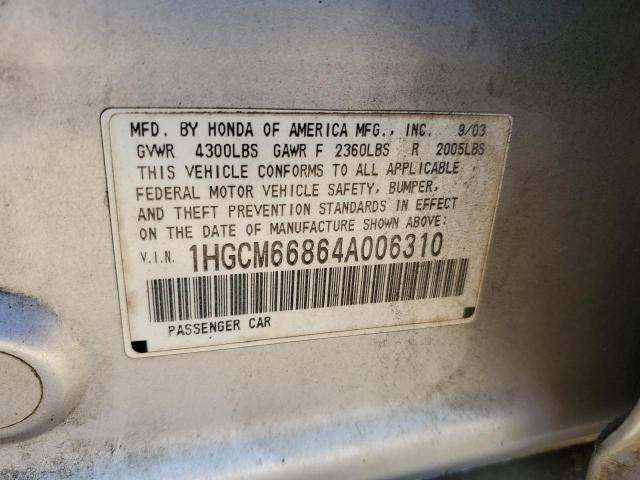 MFD. BY HONDA OF AMERICA MFG., INC. 9/03
GVWR 4300LBS GAWR F 2360LBS R 2005LBS
THIS VEHICLE CONFORMS TO ALL APPLICABLE
FEDERAL MOTOR VEHICLE SAFETY, BUMPER,
AND THEFT PREVENTION STANDARDS IN EFFECT
ON THE DATE OF MANUFACTURE SHOWN ABOVE:
V.I.N. 1HGCM66864A006310
PASSENGER CAR